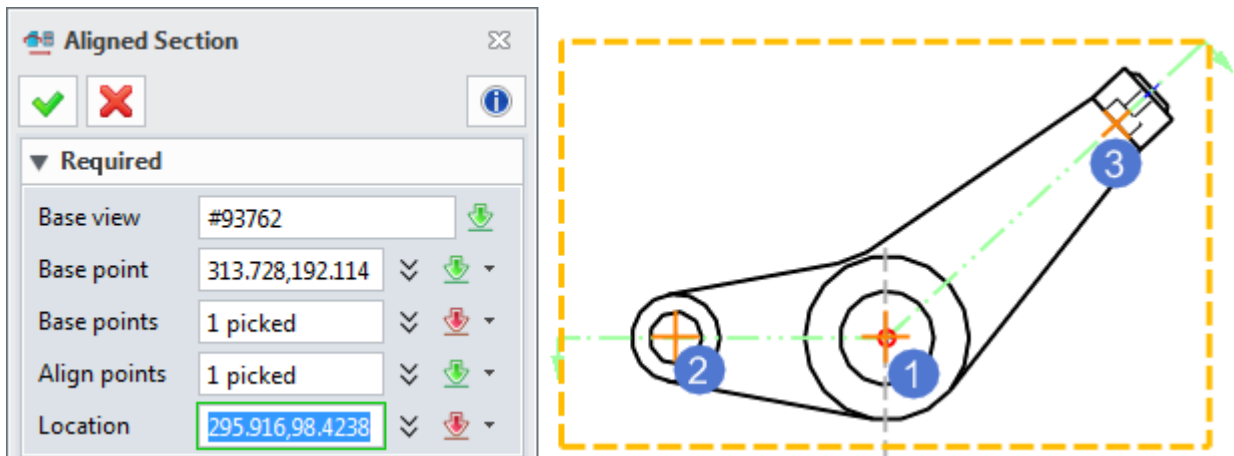 Aligned Section
Required
Base view #93762
Base point 313.728,192.114
Base points 1 picked
Align points 1 picked
Location 295.916,98.4238
3
2
1